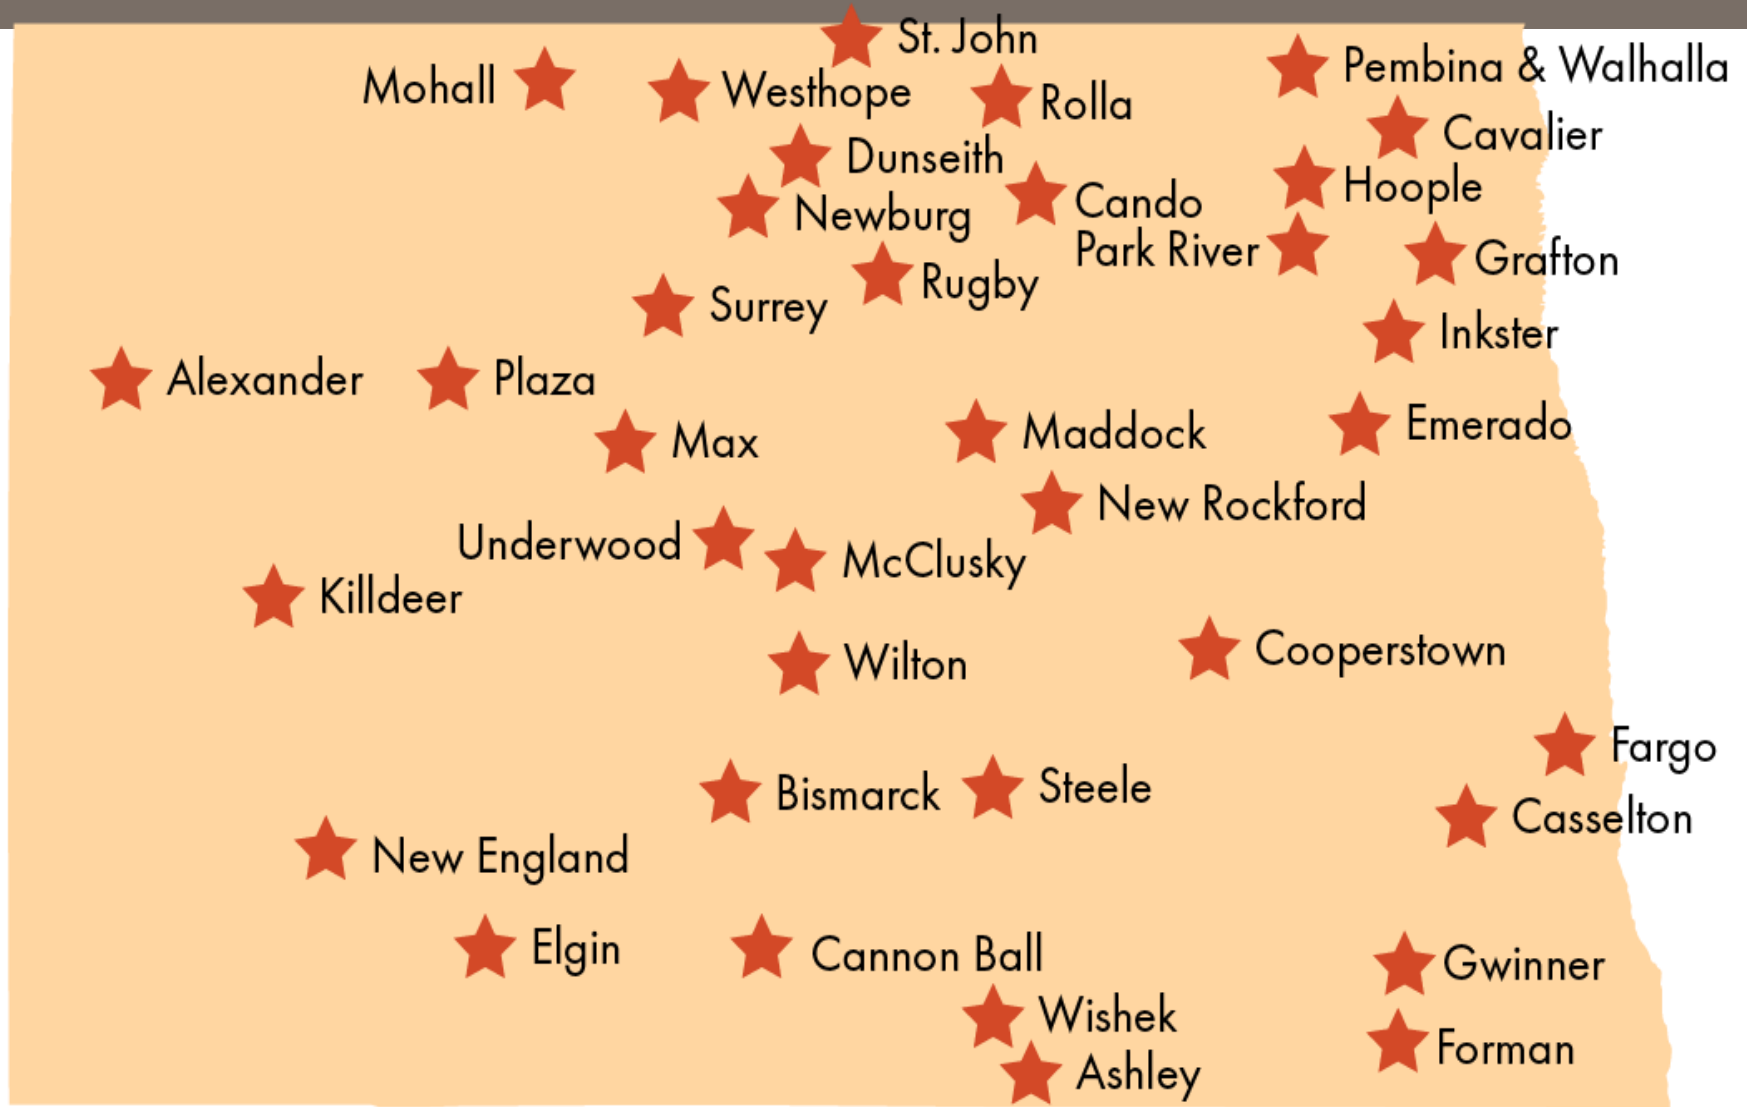 St. John
Pembina & Walhalla
Mohall
Westhope
Rolla
Cavalier
Dunseith
Hoople
Cando
Newburg
Park River
Grafton
Rugby
Surrey
Inkster
Alexander
Plaza
Emerado
Maddock
Max
New Rockford
Underwood
McClusky
Killdeer
Cooperstown
Wilton
Fargo
Steele
Bismarck
Casselton
New England
Elgin
Cannon Ball
Gwinner
Wishek
Forman
Ashley